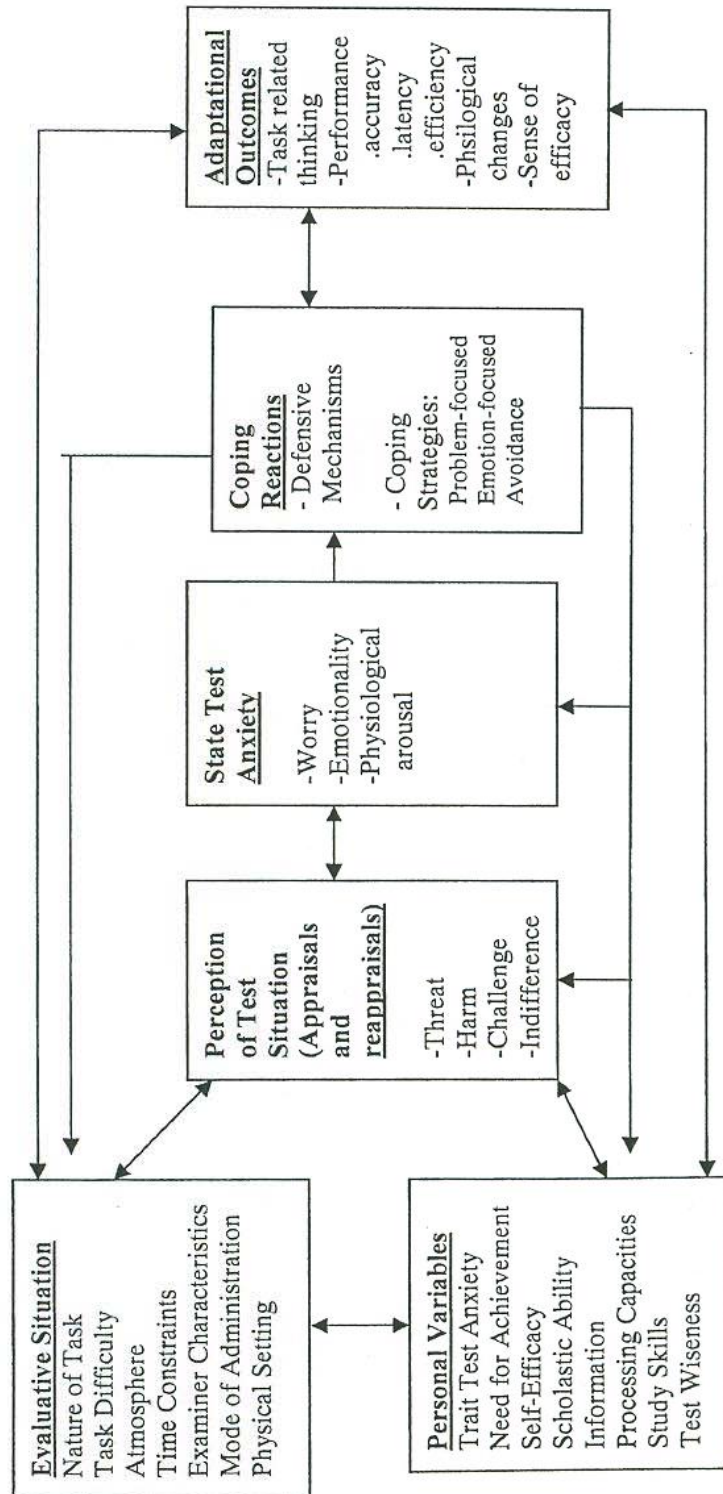 Evaluative Situation
Nature of Task
Task Difficulty
Atmosphere
Time Constraints
Examiner Characteristics
Mode of Administration
Physical Setting
Personal Variables
Trait Test Anxiety
Need for Achievement
Self-Efficacy
Scholastic Ability
Information
Processing Capacities
Study Skills
Test Wiseness
Perception
of Test
Situation
(Appraisals
and
reappraisals)
-Threat
-Harm
-Challenge
-Indifference
State Test
Anxiety
-Worry
-Emotionality
-Physiological
arousal
Coping
Reactions
- Defensive
Mechanisms
- Coping
Strategies:
Problem-focused
Emotion-focused
Avoidance
Adaptational
Outcomes
-Task related
thinking
-Performance
.accuracy
.latency
.efficiency
-Phsilogical
changes
-Sense of
efficacy